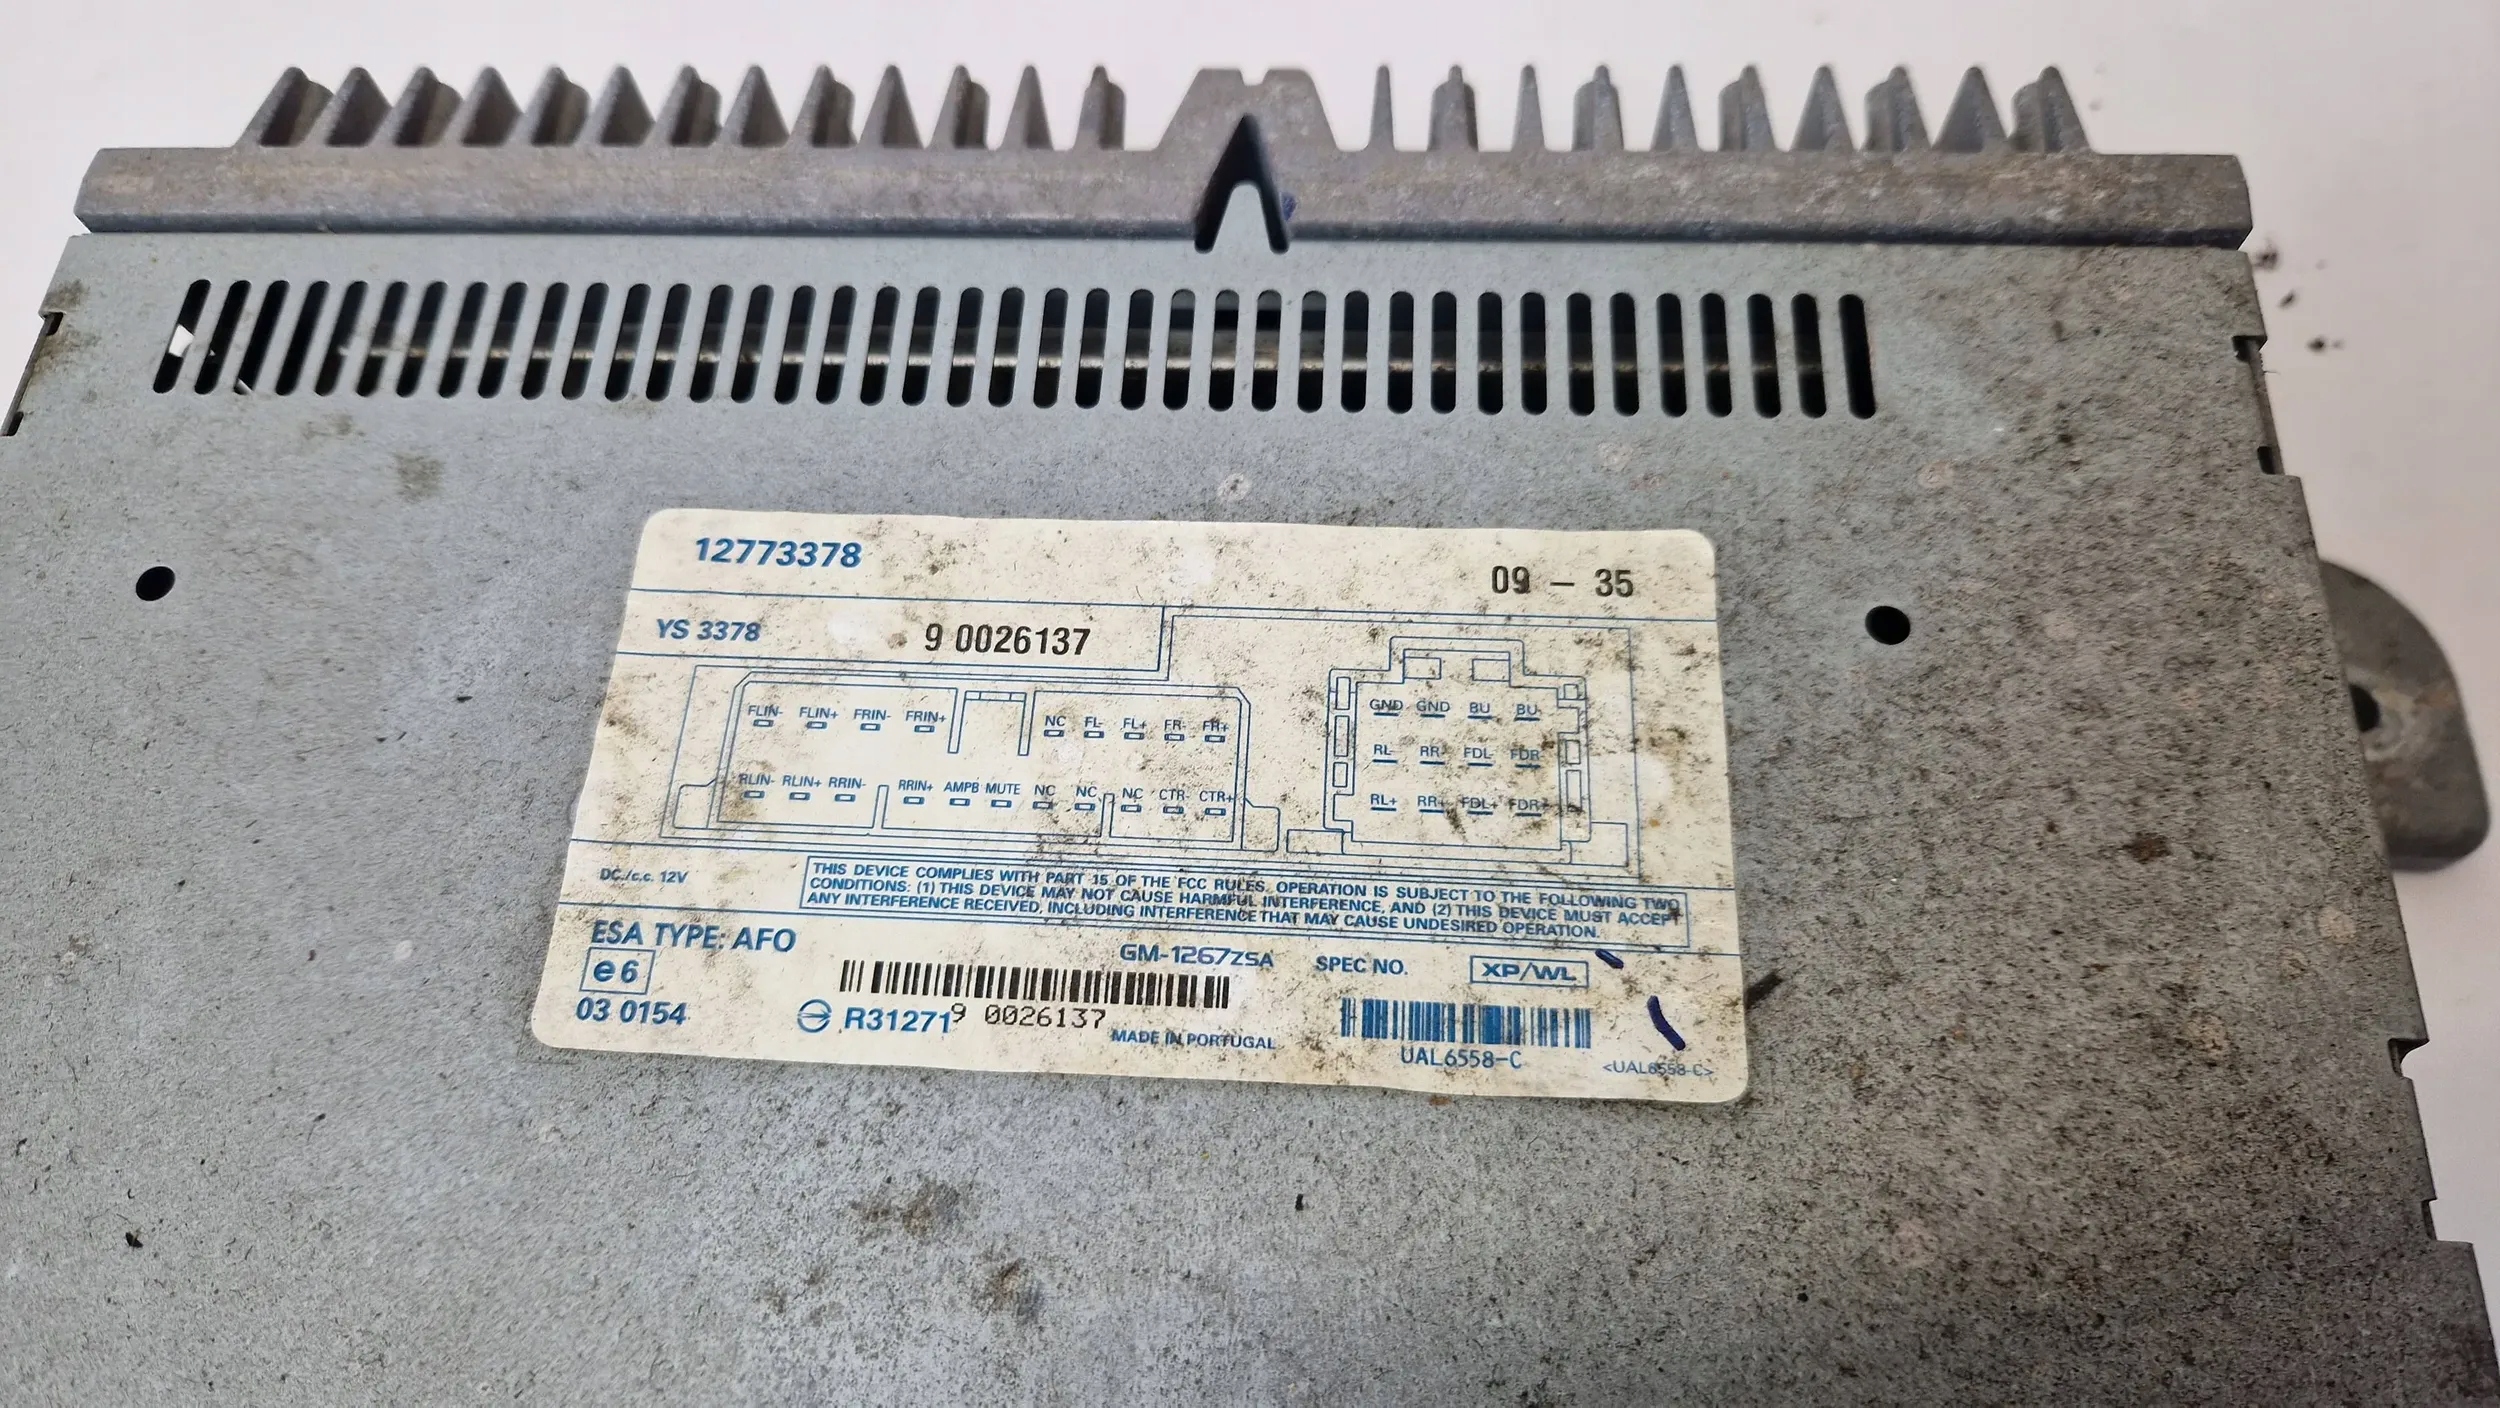 12773378
09 - 35
YS 3378
9 0026137
FLIN- FLIN+ FRIN- FRIN+ NC FL- FL+ FR- FR+
RLIN- RLIN+ RRIN- RRIN+ AMPB MUTE NC NC NC CTR- CTR+
GND GND BU BU
RL- RR- FDL- FDR-
RL+ RR+ FDL+ FDR+
DC./c.c. 12V
THIS DEVICE COMPLIES WITH PART 15 OF THE FCC RULES. OPERATION IS SUBJECT TO THE FOLLOWING TWO
CONDITIONS: (1) THIS DEVICE MAY NOT CAUSE HARMFUL INTERFERENCE, AND (2) THIS DEVICE MUST ACCEPT
ANY INTERFERENCE RECEIVED, INCLUDING INTERFERENCE THAT MAY CAUSE UNDESIRED OPERATION.
ESA TYPE: AFO
e6
03 0154
GM-1267ZSA
SPEC NO.
XP/WL
R31271
9 0026137
MADE IN PORTUGAL
UAL6558-C
<UAL6558-C>